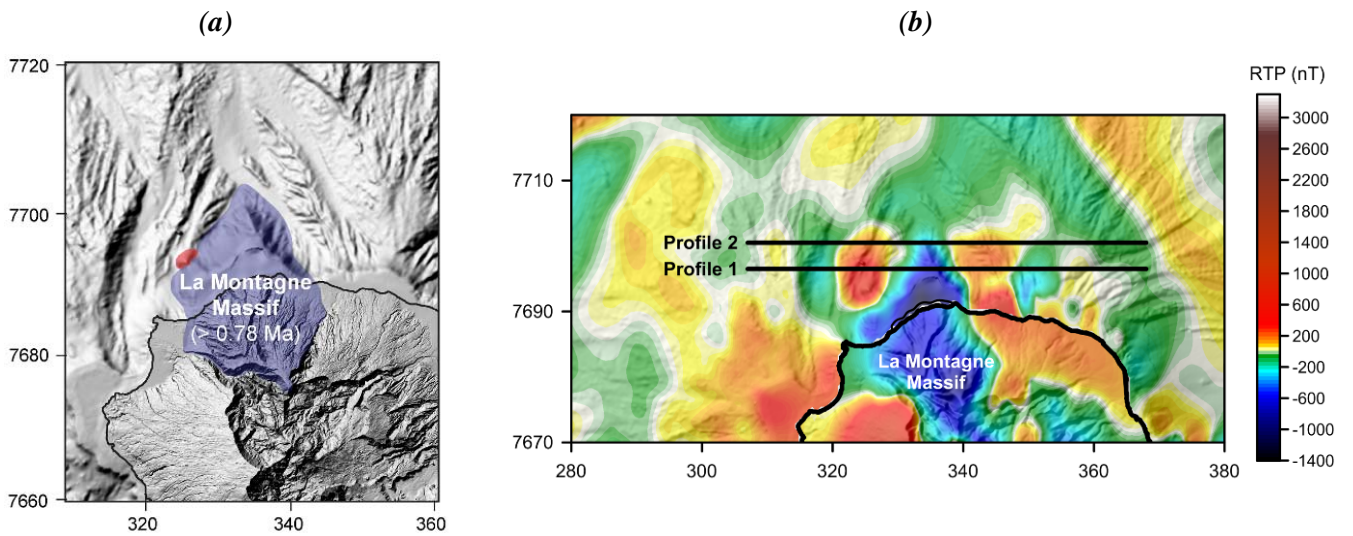 (a)
7720
7700
7680
7660
320
340
360
La Montagne
Massif
(> 0.78 Ma)
(b)
7710
7690
7670
280
300
320
340
360
380
Profile 2
Profile 1
La Montagne
Massif
RTP (nT)
3000
2600
2200
1800
1400
1000
600
200
-200
-600
-1000
-1400